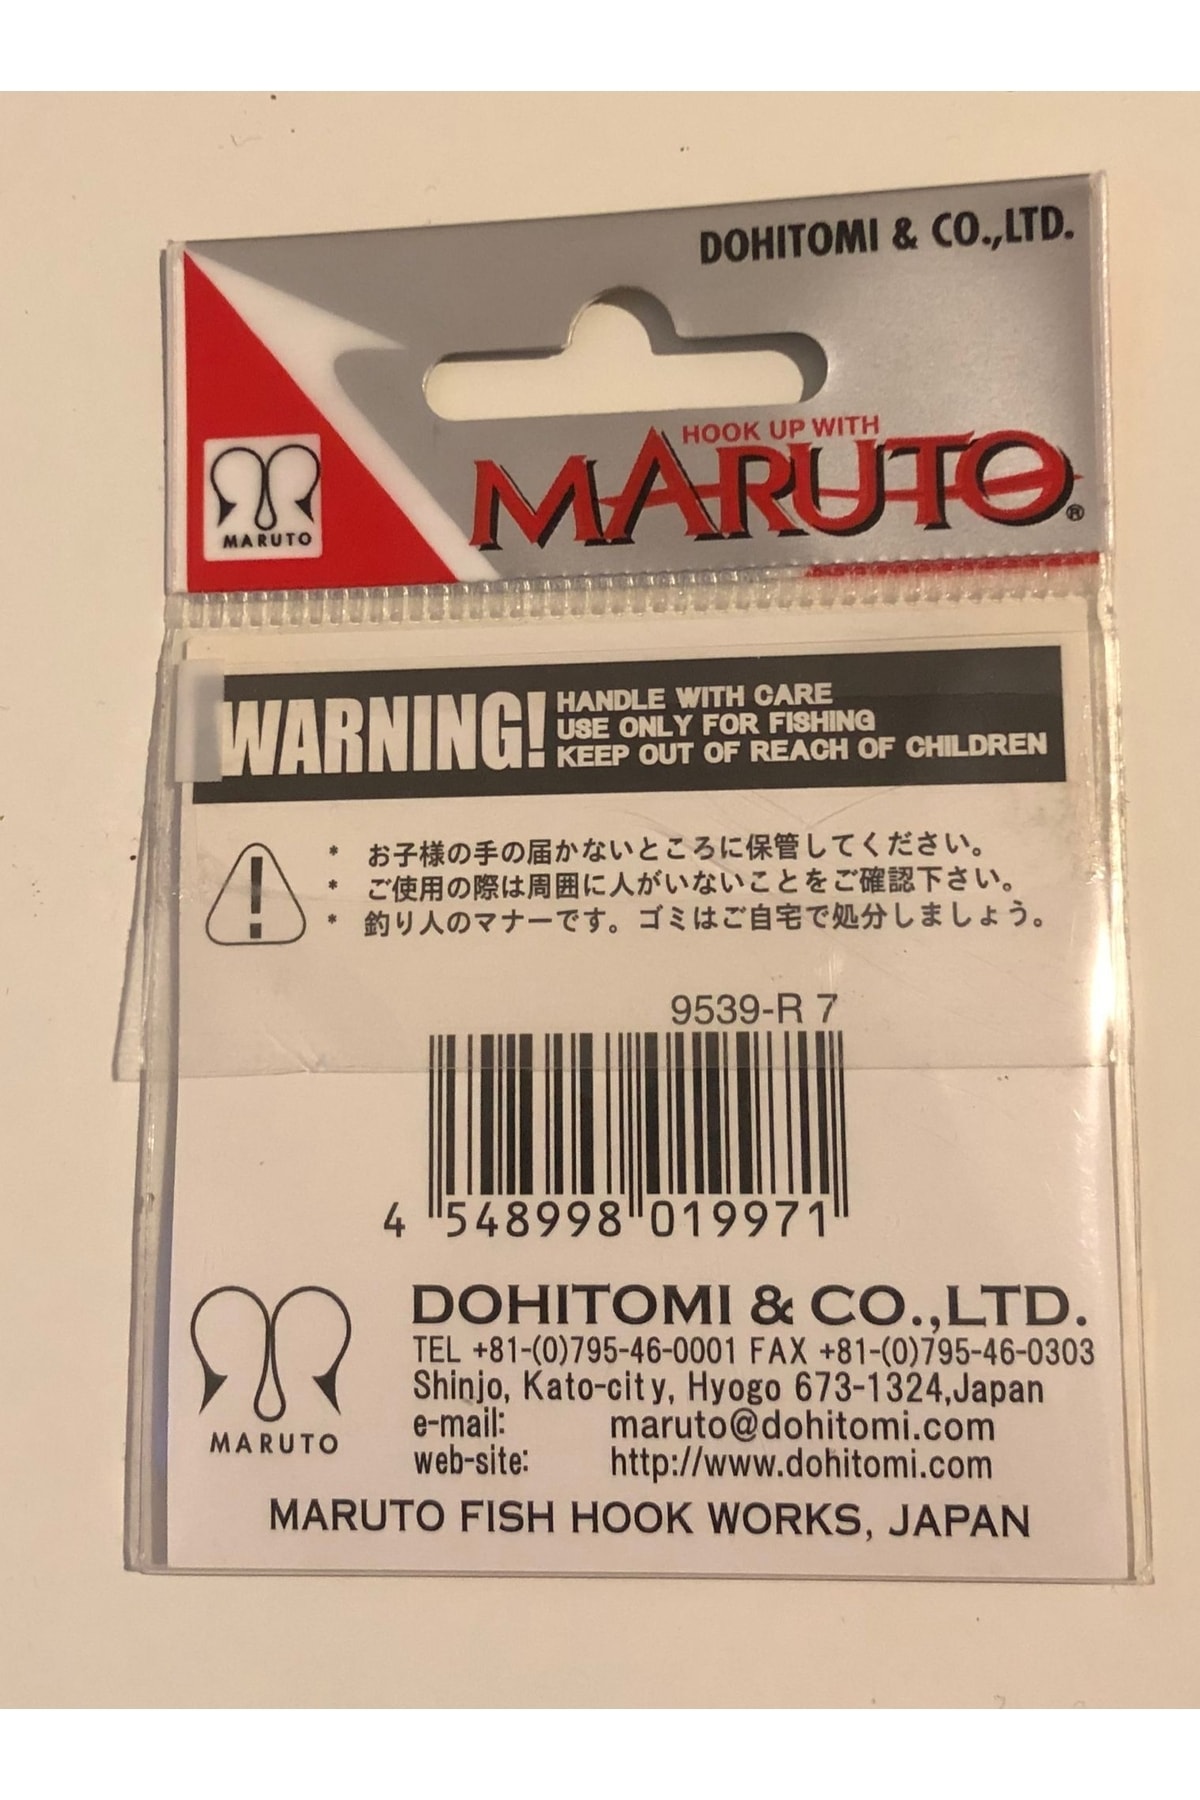 DOHITOMI & CO.,LTD.
HOOK UP WITH
MARUTO®
MARUTO
WARNING!
HANDLE WITH CARE
USE ONLY FOR FISHING
KEEP OUT OF REACH OF CHILDREN
* お子様の手の届かないところに保管してください。
* ご使用の際は周囲に人がいないことをご確認下さい。
* 釣り人のマナーです。ゴミはご自宅で処分しましょう。
9539-R 7
4 548998 019971
MARUTO
DOHITOMI & CO.,LTD.
TEL +81-(0)795-46-0001 FAX +81-(0)795-46-0303
Shinjo, Kato-city, Hyogo 673-1324,Japan
e-mail: maruto@dohitomi.com
web-site: http://www.dohitomi.com
MARUTO FISH HOOK WORKS, JAPAN